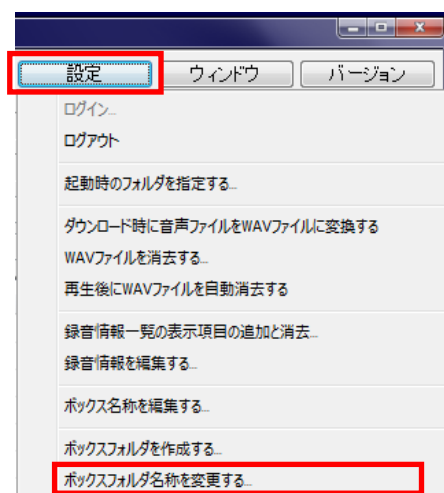 設定 ウィンドウ バージョン
ログイン...
ログアウト
起動時のフォルダを指定する...
ダウンロード時に音声ファイルをWAVファイルに変換する
WAVファイルを消去する...
再生後にWAVファイルを自動消去する
録音情報一覧の表示項目の追加と消去...
録音情報を編集する...
ボックス名称を編集する...
ボックスフォルダを作成する...
ボックスフォルダ名称を変更する...